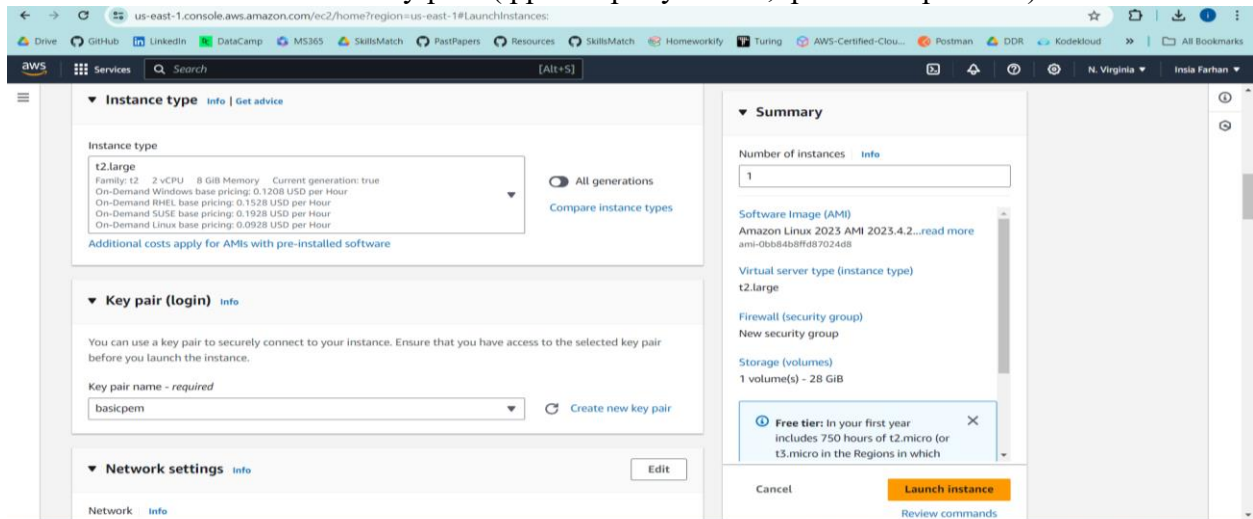 us-east-1.console.aws.amazon.com/ec2/home?region=us-east-1#LaunchInstances:
Drive GitHub LinkedIn DataCamp MS365 SkillsMatch PastPapers Resources SkillsMatch Homeworkify Turing AWS-Certified-Clou... Postman DDR Kodekloud » All Bookmarks
aws Services Search [Alt+S] N. Virginia ▼ Insia Farhan ▼
▼ Instance type Info | Get advice
Instance type
t2.large
Family: t2 2 vCPU 8 GiB Memory Current generation: true
On-Demand Windows base pricing: 0.1208 USD per Hour
On-Demand RHEL base pricing: 0.1528 USD per Hour
On-Demand SUSE base pricing: 0.1928 USD per Hour
On-Demand Linux base pricing: 0.0928 USD per Hour
All generations
Compare instance types
Additional costs apply for AMIs with pre-installed software
▼ Key pair (login) Info
You can use a key pair to securely connect to your instance. Ensure that you have access to the selected key pair
before you launch the instance.
Key pair name - required
basicpem
Create new key pair
▼ Network settings Info
Edit
Network Info
▼ Summary
Number of instances Info
1
Software Image (AMI)
Amazon Linux 2023 AMI 2023.4.2...read more
ami-0bb84b8ffd87024d8
Virtual server type (instance type)
t2.large
Firewall (security group)
New security group
Storage (volumes)
1 volume(s) - 28 GiB
Free tier: In your first year
includes 750 hours of t2.micro (or
t3.micro in the Regions in which
Cancel
Launch instance
Review commands